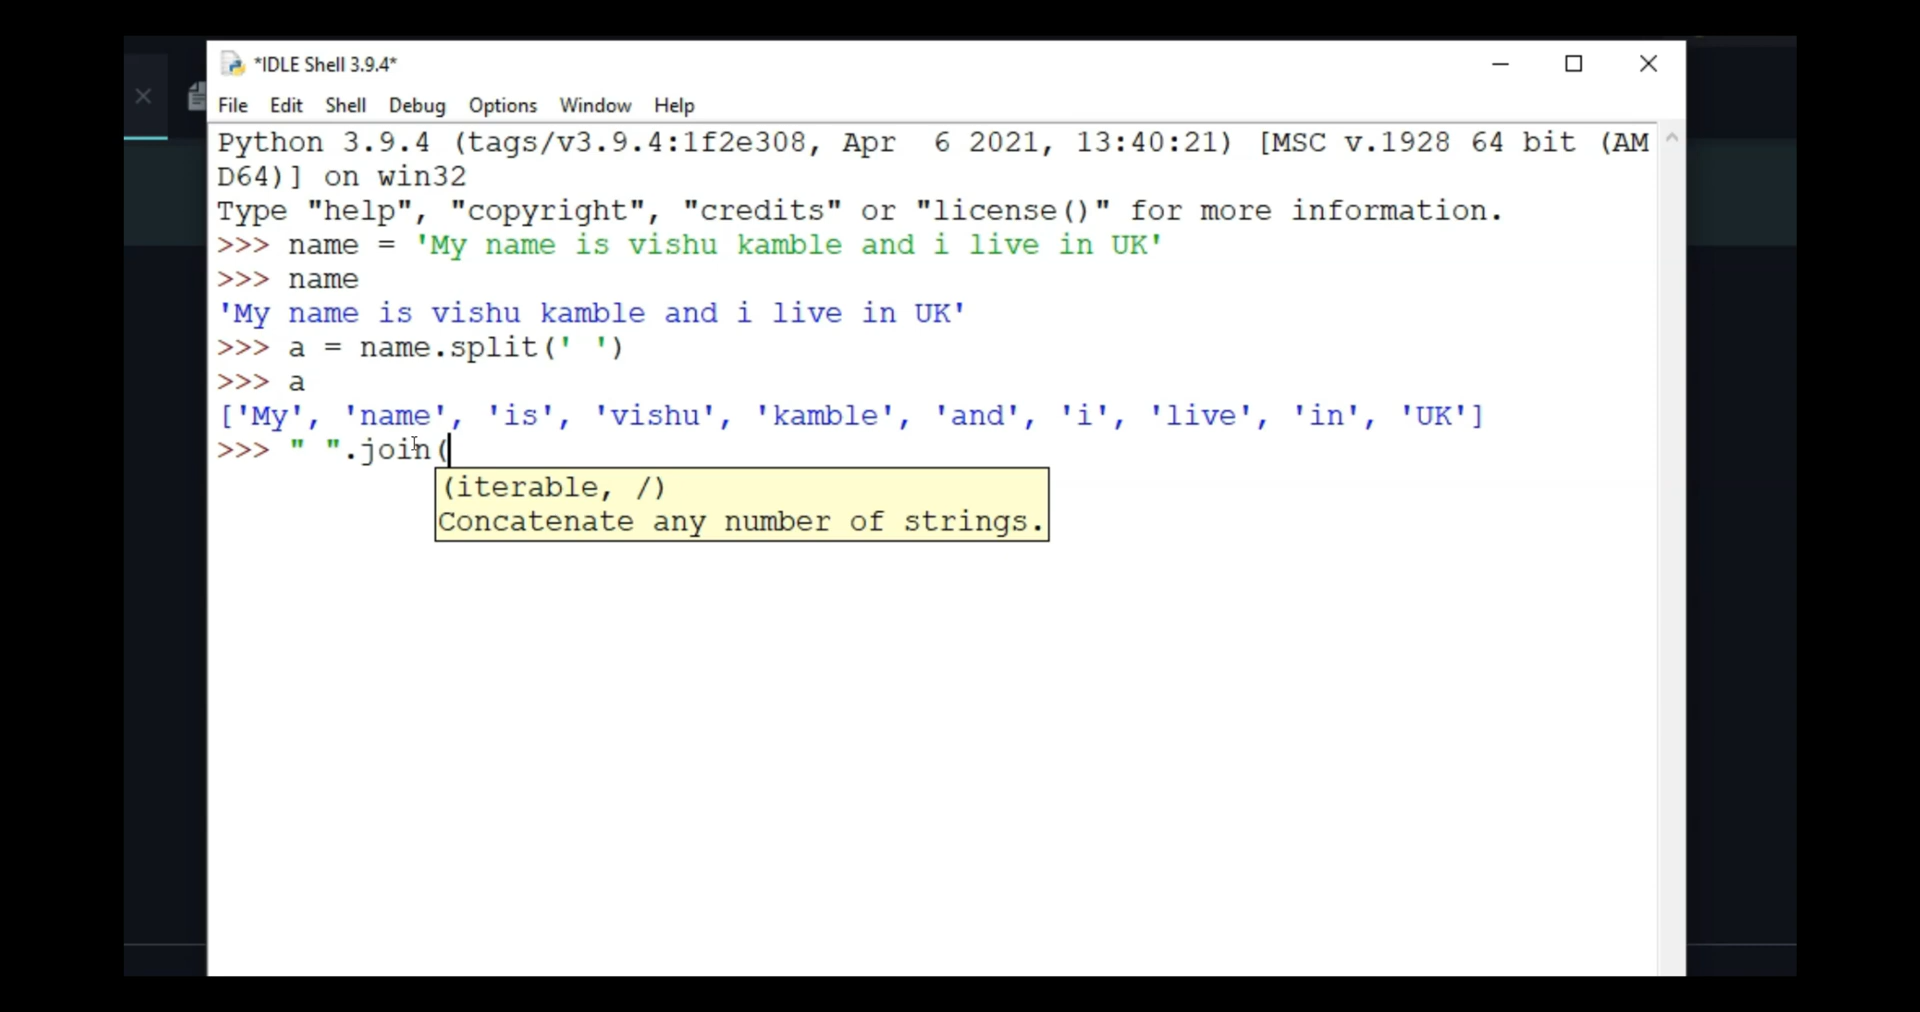 *IDLE Shell 3.9.4*
File Edit Shell Debug Options Window Help
Python 3.9.4 (tags/v3.9.4:1f2e308, Apr  6 2021, 13:40:21) [MSC v.1928 64 bit (AM
D64)] on win32
Type "help", "copyright", "credits" or "license()" for more information.
>>> name = 'My name is vishu kamble and i live in UK'
>>> name
'My name is vishu kamble and i live in UK'
>>> a = name.split(' ')
>>> a
['My', 'name', 'is', 'vishu', 'kamble', 'and', 'i', 'live', 'in', 'UK']
>>> " ".join(
(iterable, /)
Concatenate any number of strings.